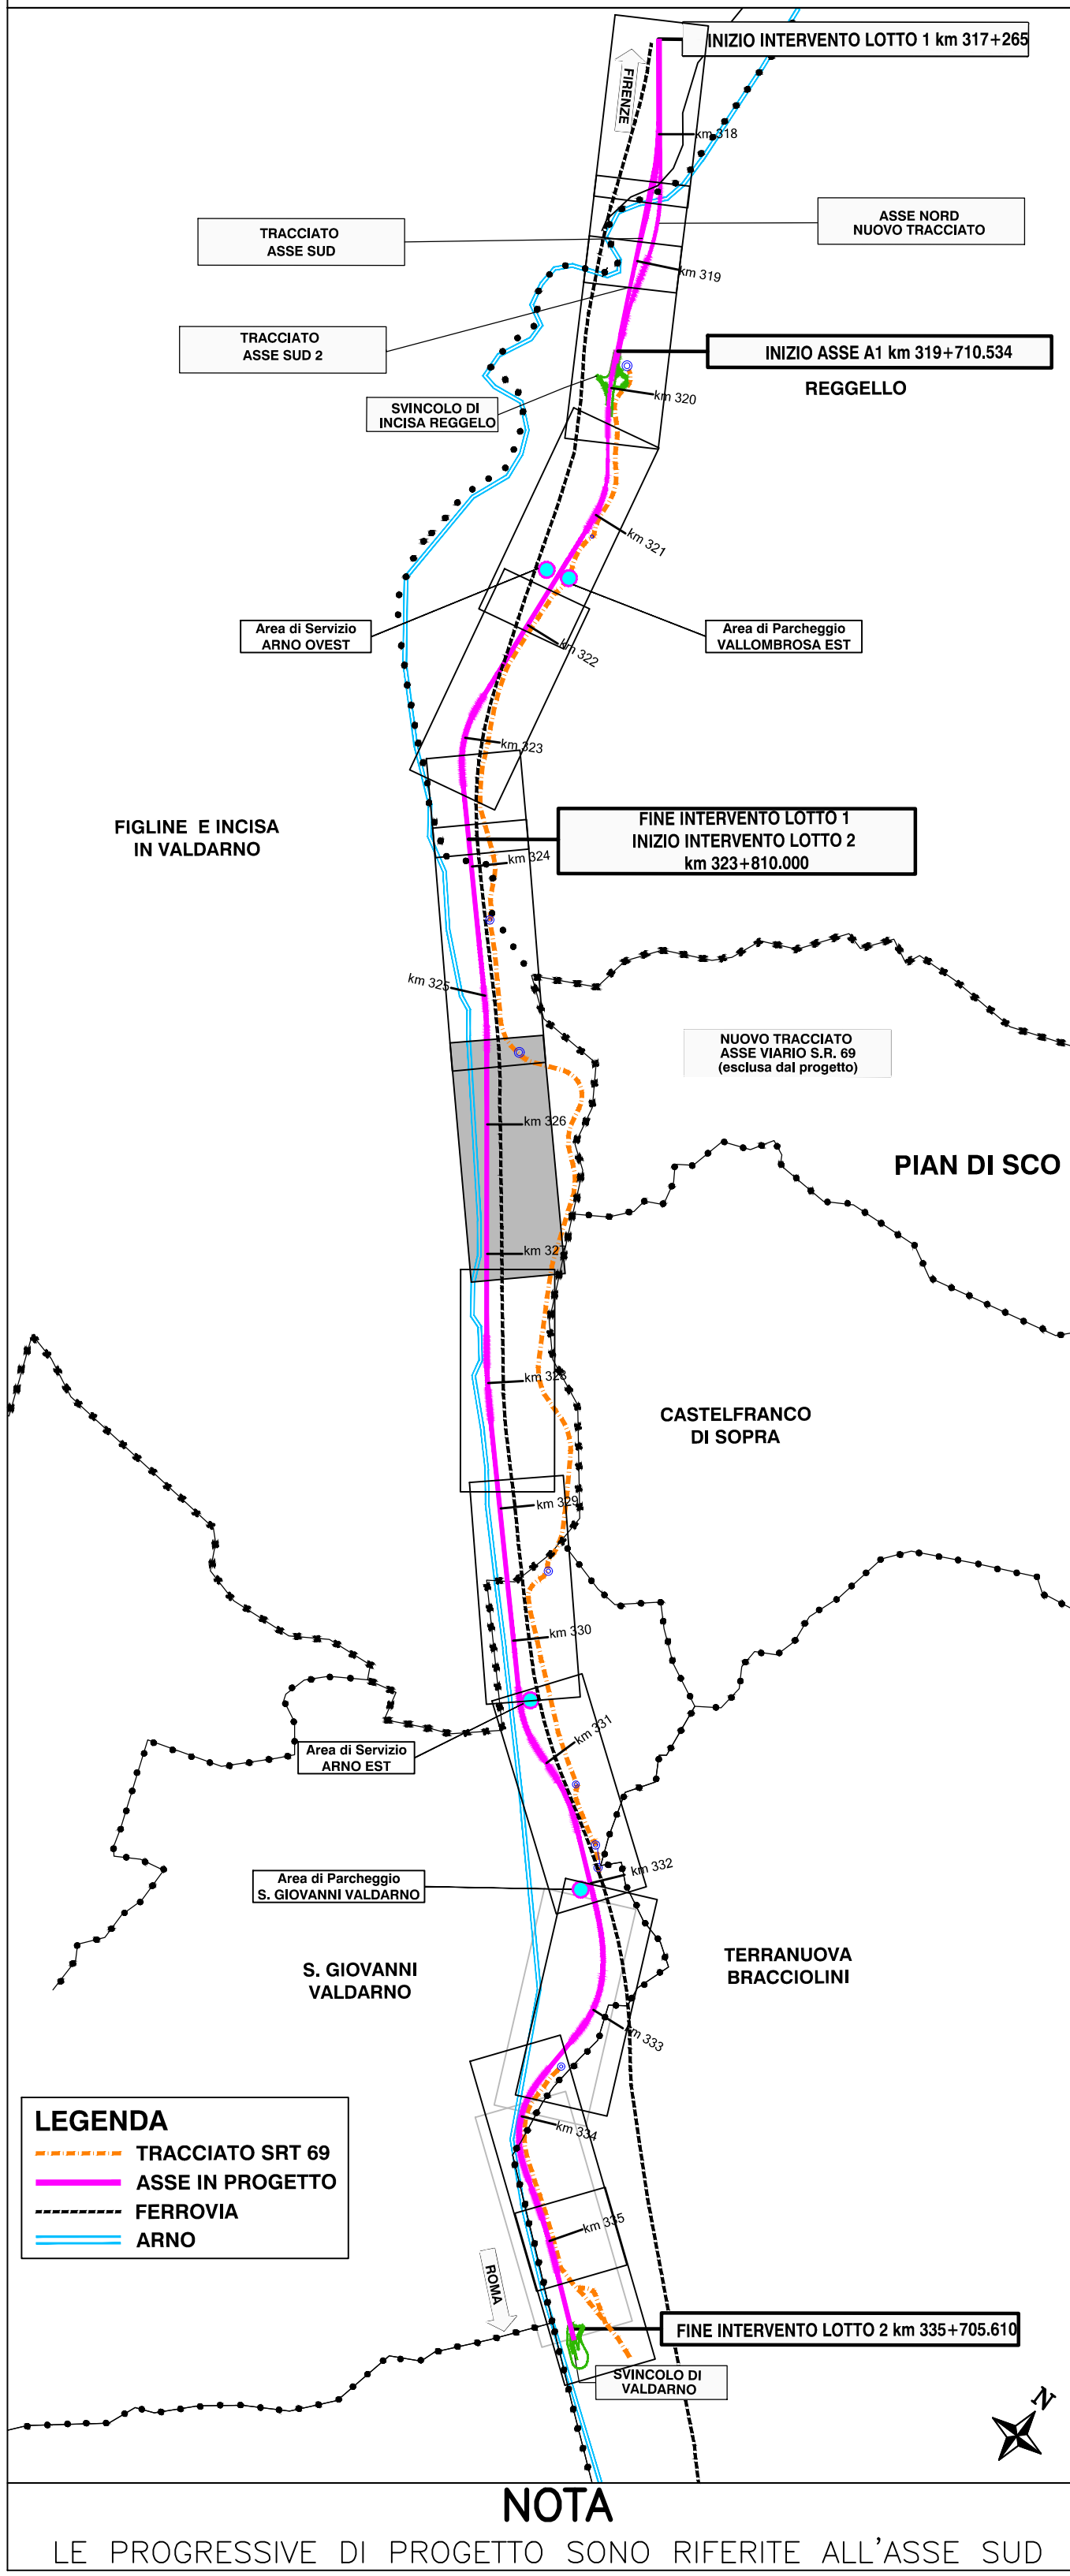 INIZIO INTERVENTO LOTTO 1 km 317+265
FIRENZE
km 318
TRACCIATO
ASSE SUD
ASSE NORD
NUOVO TRACCIATO
km 319
TRACCIATO
ASSE SUD 2
INIZIO ASSE A1 km 319+710.534
REGGELLO
km 320
SVINCOLO DI
INCISA REGGELO
km 321
Area di Servizio
ARNO OVEST
Area di Parcheggio
VALLOMBROSA EST
km 322
km 323
FIGLINE E INCISA
IN VALDARNO
FINE INTERVENTO LOTTO 1
INIZIO INTERVENTO LOTTO 2
km 323+810.000
km 324
km 325
NUOVO TRACCIATO
ASSE VIARIO S.R. 69
(esclusa dal progetto)
km 326
PIAN DI SCO
km 327
km 328
CASTELFRANCO
DI SOPRA
km 329
km 330
km 331
Area di Servizio
ARNO EST
km 332
Area di Parcheggio
S. GIOVANNI VALDARNO
S. GIOVANNI
VALDARNO
TERRANUOVA
BRACCIOLINI
km 333
km 334
LEGENDA
TRACCIATO SRT 69
ASSE IN PROGETTO
FERROVIA
ARNO
km 335
ROMA
FINE INTERVENTO LOTTO 2 km 335+705.610
SVINCOLO DI
VALDARNO
N
NOTA
LE PROGRESSIVE DI PROGETTO SONO RIFERITE ALL'ASSE SUD